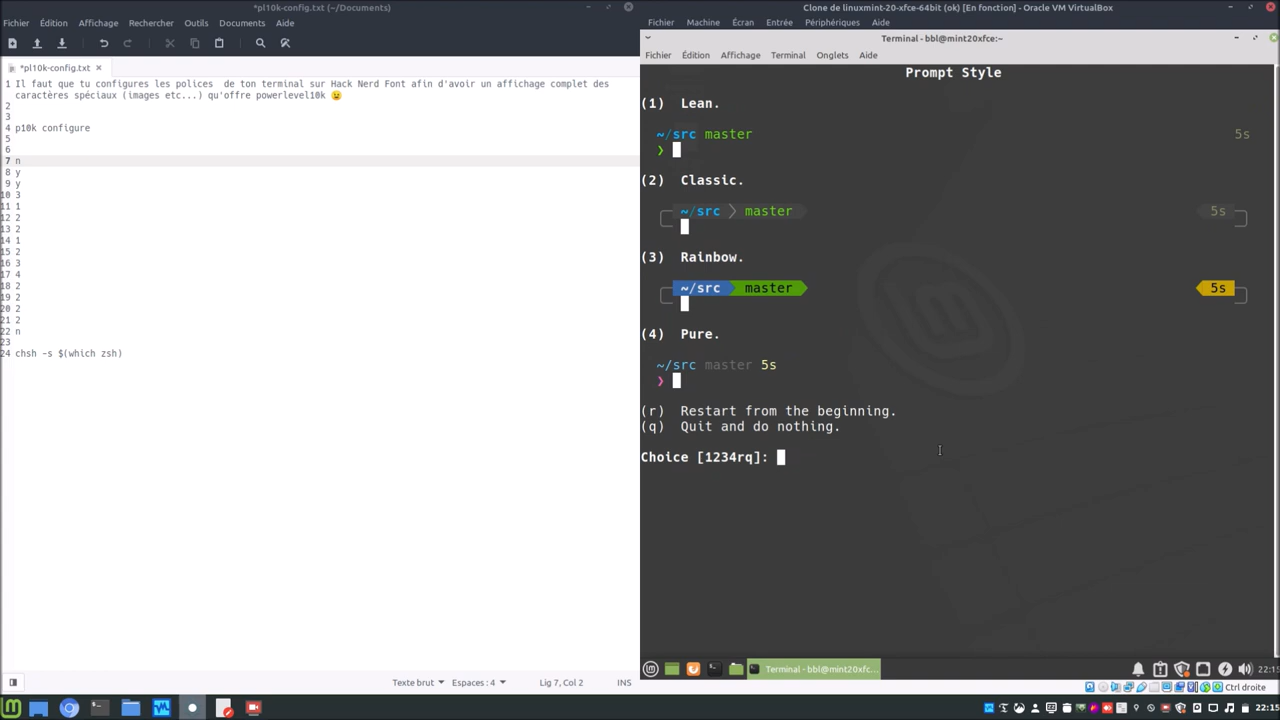 *pl10k-config.txt (~/Documents)
Fichier Édition Affichage Rechercher Outils Documents Aide
*pl10k-config.txt
1 Il faut que tu configures les polices de ton terminal sur Hack Nerd Font afin d'avoir un affichage complet des
caractères spéciaux (images etc...) qu'offre powerlevel10k 😉
2
3
4 p10k configure
5
6
7 n
8 y
9 y
10 3
11 1
12 2
13 2
14 1
15 2
16 3
17 4
18 2
19 2
20 2
21 2
22 n
23
24 chsh -s $(which zsh)
Texte brut Espaces : 4 Lig 7, Col 2 INS
Clone de linuxmint-20-xfce-64bit (ok) [En fonction] - Oracle VM VirtualBox
Fichier Machine Écran Entrée Périphériques Aide
Terminal - bbl@mint20xfce:~
Fichier Édition Affichage Terminal Onglets Aide
Prompt Style
(1) Lean.
~/src master 5s
❯
(2) Classic.
~/src master 5s
(3) Rainbow.
~/src master 5s
(4) Pure.
~/src master 5s
❯
(r) Restart from the beginning.
(q) Quit and do nothing.
Choice [1234rq]:
Terminal - bbl@mint20xfc...
22:15
Ctrl droite
22:15